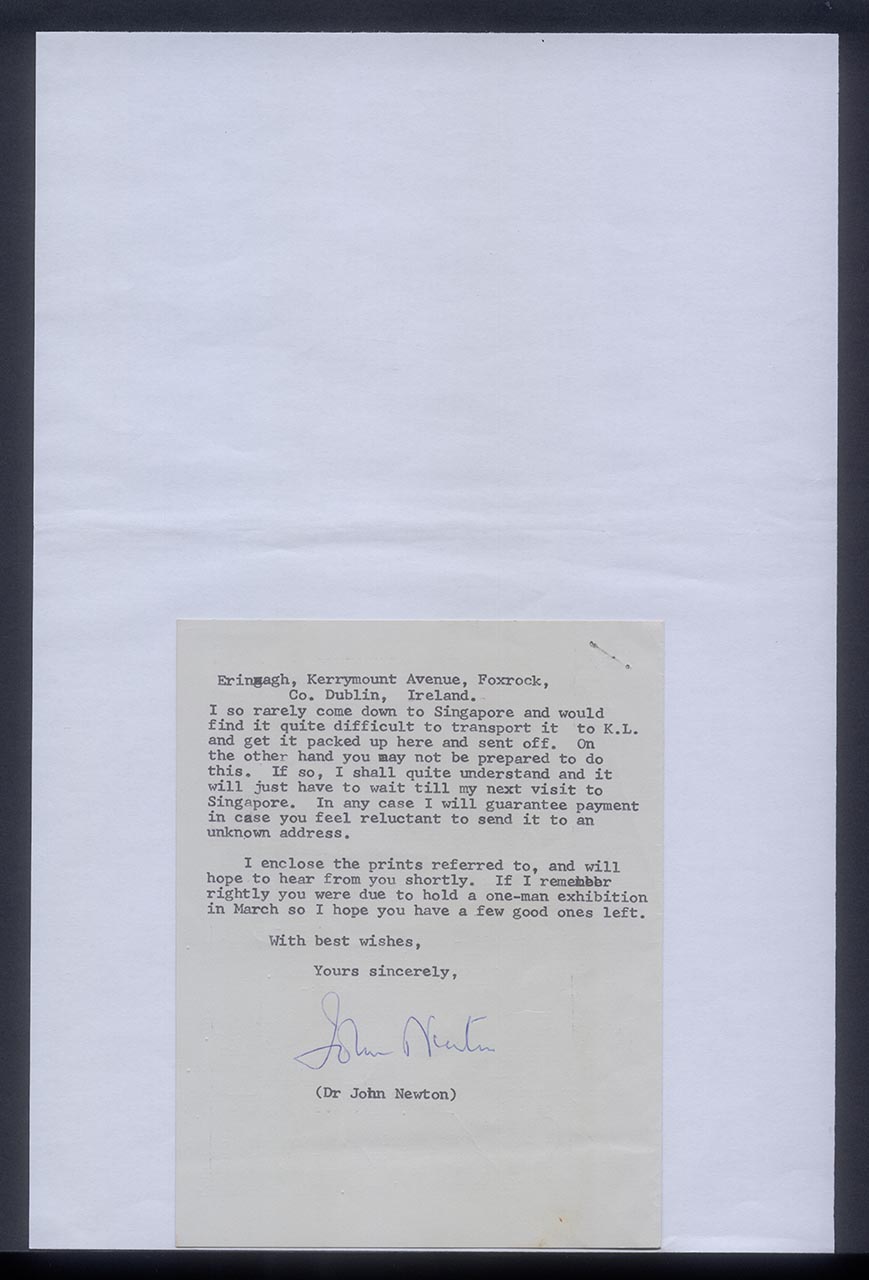 Erinagh, Kerrymount Avenue, Foxrock,
Co. Dublin, Ireland.
I so rarely come down to Singapore and would
find it quite difficult to transport it to K.L.
and get it packed up here and sent off. On
the other hand you may not be prepared to do
this. If so, I shall quite understand and it
will just have to wait till my next visit to
Singapore. In any case I will guarantee payment
in case you feel reluctant to send it to an
unknown address.
I enclose the prints referred to, and will
hope to hear from you shortly. If I remember
rightly you were due to hold a one-man exhibition
in March so I hope you have a few good ones left.
With best wishes,
Yours sincerely,
John Newton
(Dr John Newton)